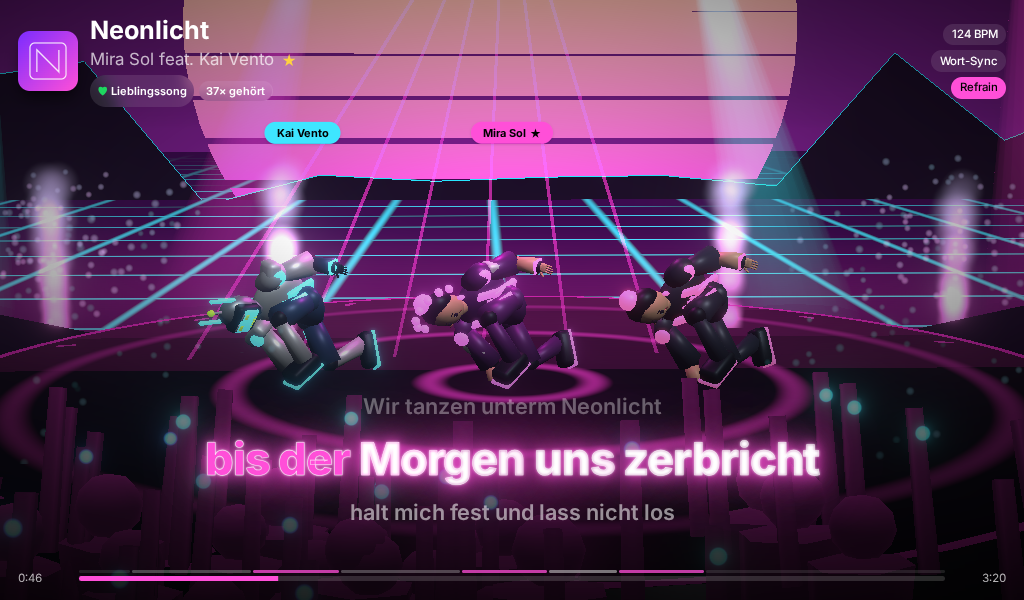 Neonlicht
Mira Sol feat. Kai Vento ★
Lieblingssong
37× gehört
124 BPM
Wort-Sync
Refrain
Kai Vento
Mira Sol ★
Wir tanzen unterm Neonlicht
bis der Morgen uns zerbricht
halt mich fest und lass nicht los
0:46
3:20